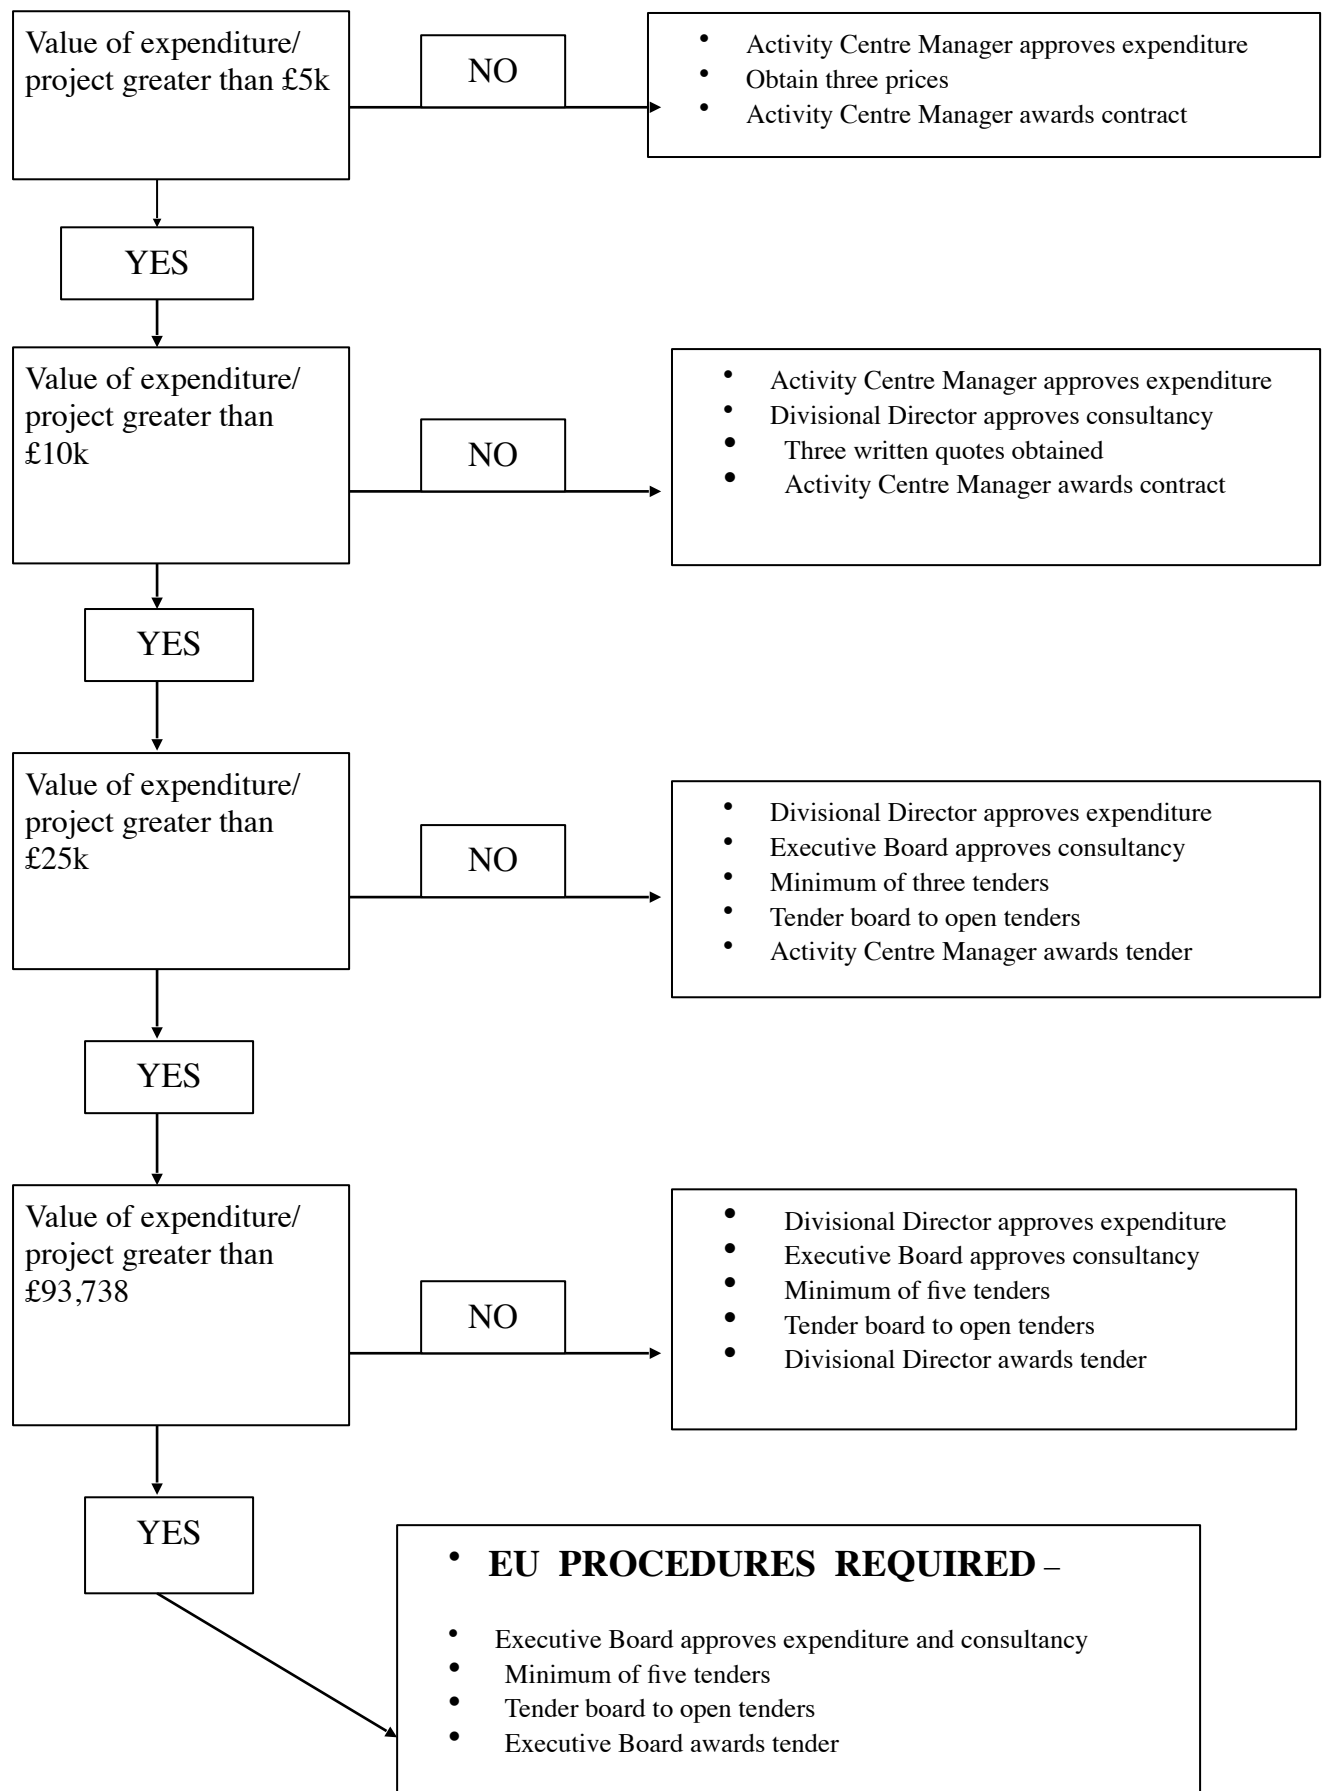 Value of expenditure/
project greater than £5k
NO
• Activity Centre Manager approves expenditure
• Obtain three prices
• Activity Centre Manager awards contract
YES
Value of expenditure/
project greater than
£10k
NO
• Activity Centre Manager approves expenditure
• Divisional Director approves consultancy
• Three written quotes obtained
• Activity Centre Manager awards contract
YES
Value of expenditure/
project greater than
£25k
NO
• Divisional Director approves expenditure
• Executive Board approves consultancy
• Minimum of three tenders
• Tender board to open tenders
• Activity Centre Manager awards tender
YES
Value of expenditure/
project greater than
£93,738
NO
• Divisional Director approves expenditure
• Executive Board approves consultancy
• Minimum of five tenders
• Tender board to open tenders
• Divisional Director awards tender
YES
• EU PROCEDURES REQUIRED –
• Executive Board approves expenditure and consultancy
• Minimum of five tenders
• Tender board to open tenders
• Executive Board awards tender